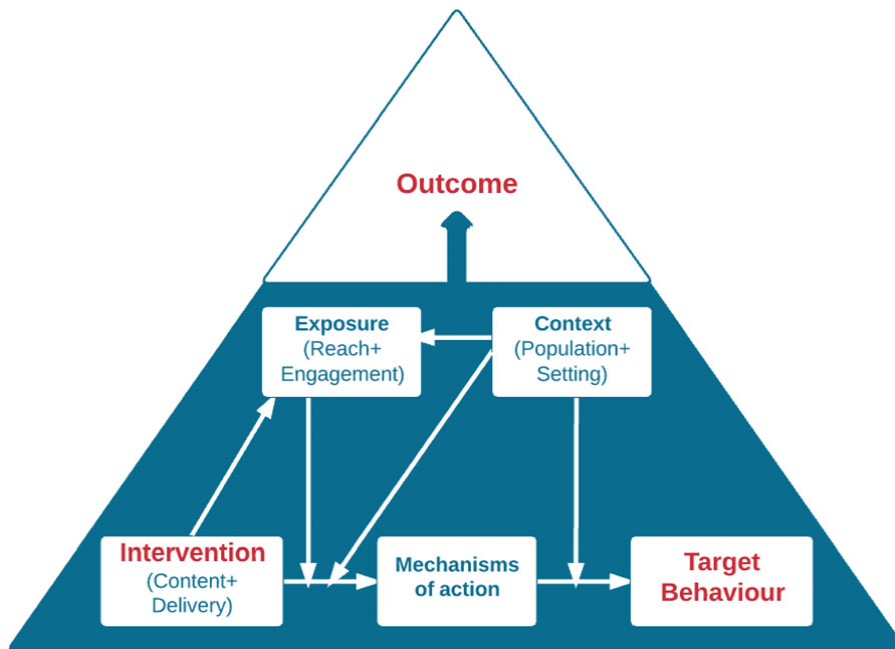 Outcome
Exposure
(Reach+
Engagement)
Context
(Population+
Setting)
Intervention
(Content+
Delivery)
Mechanisms
of action
Target
Behaviour